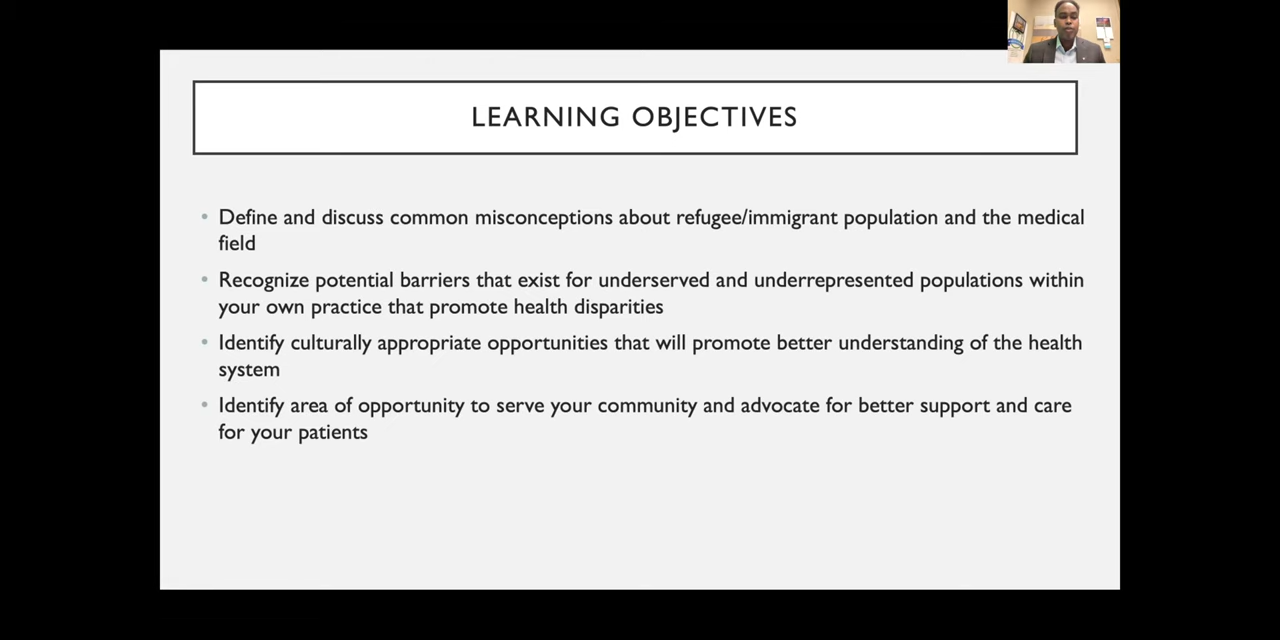 LEARNING OBJECTIVES
• Define and discuss common misconceptions about refugee/immigrant population and the medical
field
• Recognize potential barriers that exist for underserved and underrepresented populations within
your own practice that promote health disparities
• Identify culturally appropriate opportunities that will promote better understanding of the health
system
• Identify area of opportunity to serve your community and advocate for better support and care
for your patients